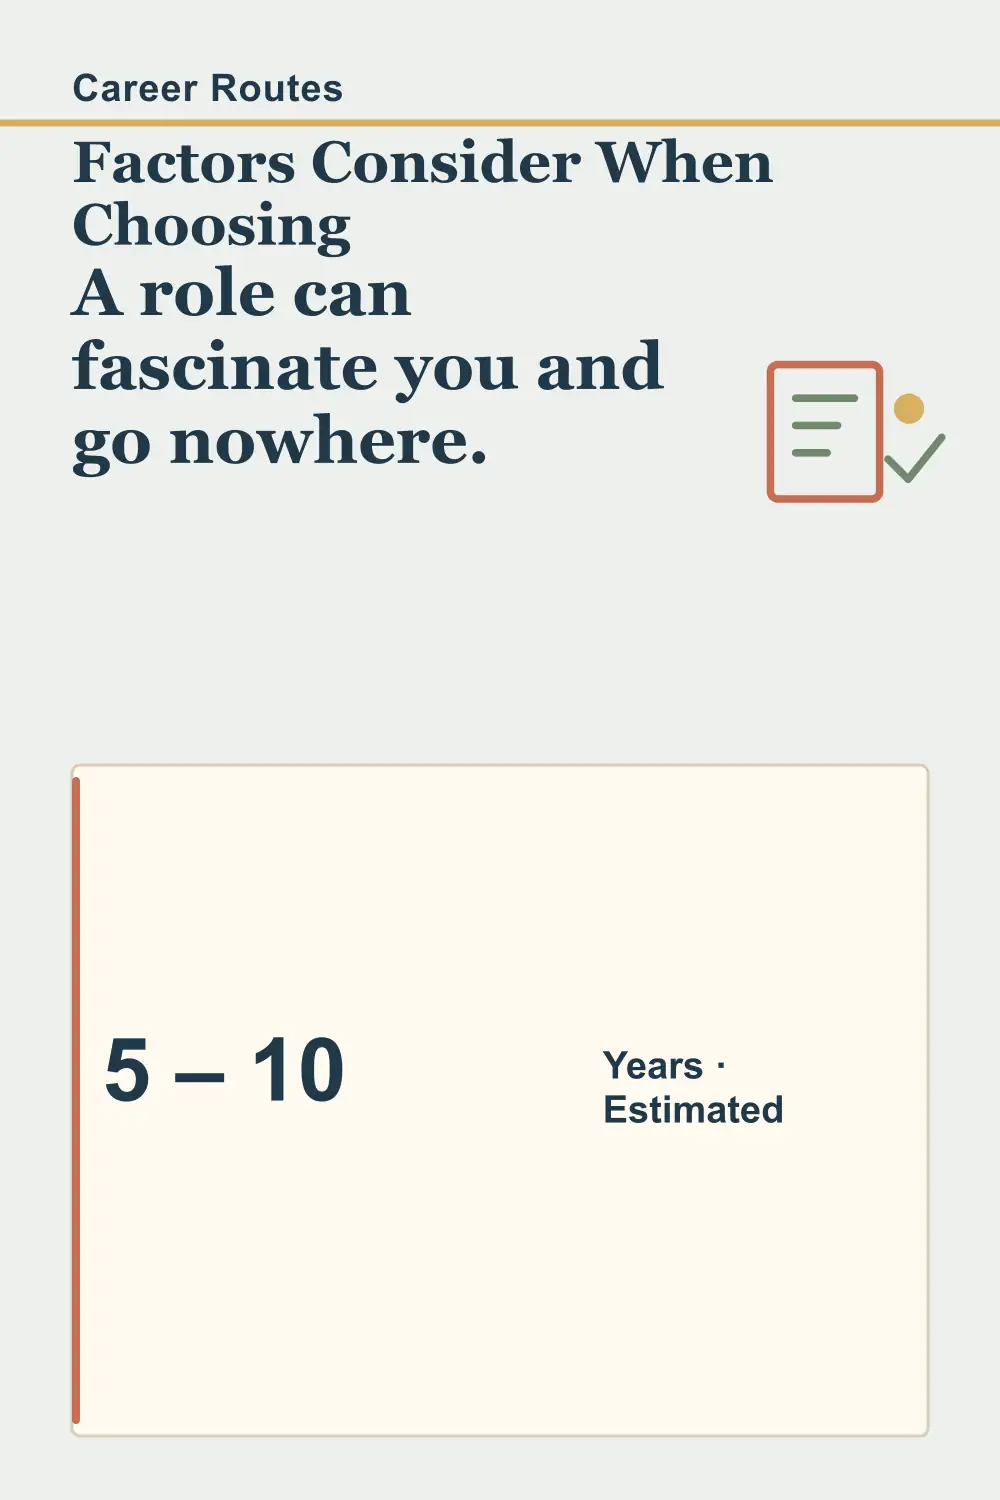 Career Routes
Factors Consider When
Choosing
A role can
fascinate you and
go nowhere.
5 – 10
Years ·
Estimated